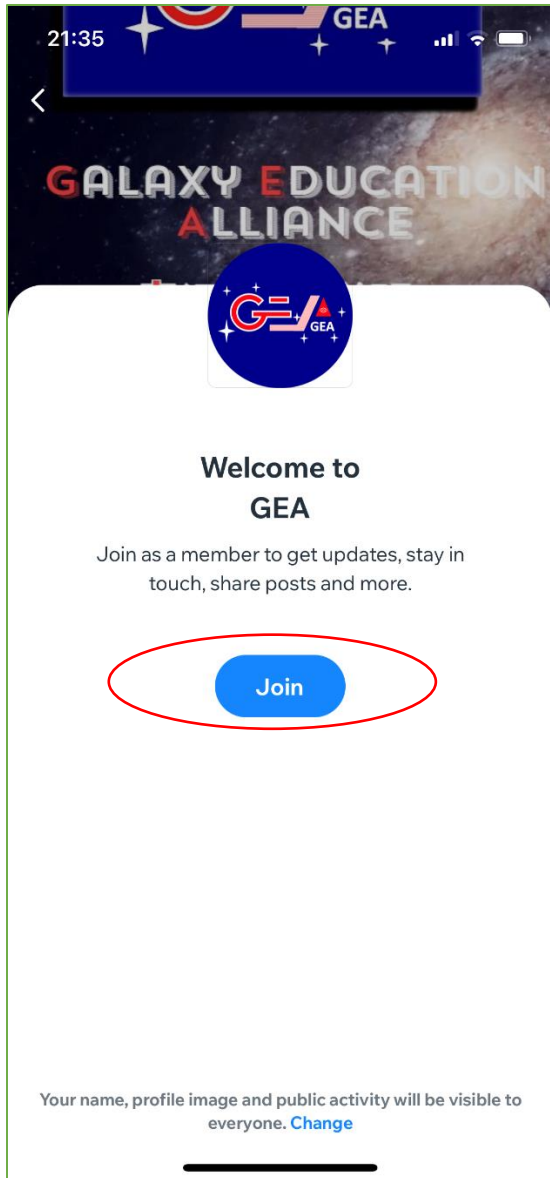 GEA
21:35
GALAXY EDUCATION
ALLIANCE
GEA
GEA
Welcome to
GEA
Join as a member to get updates, stay in
touch, share posts and more.
Join
Your name, profile image and public activity will be visible to
everyone. Change